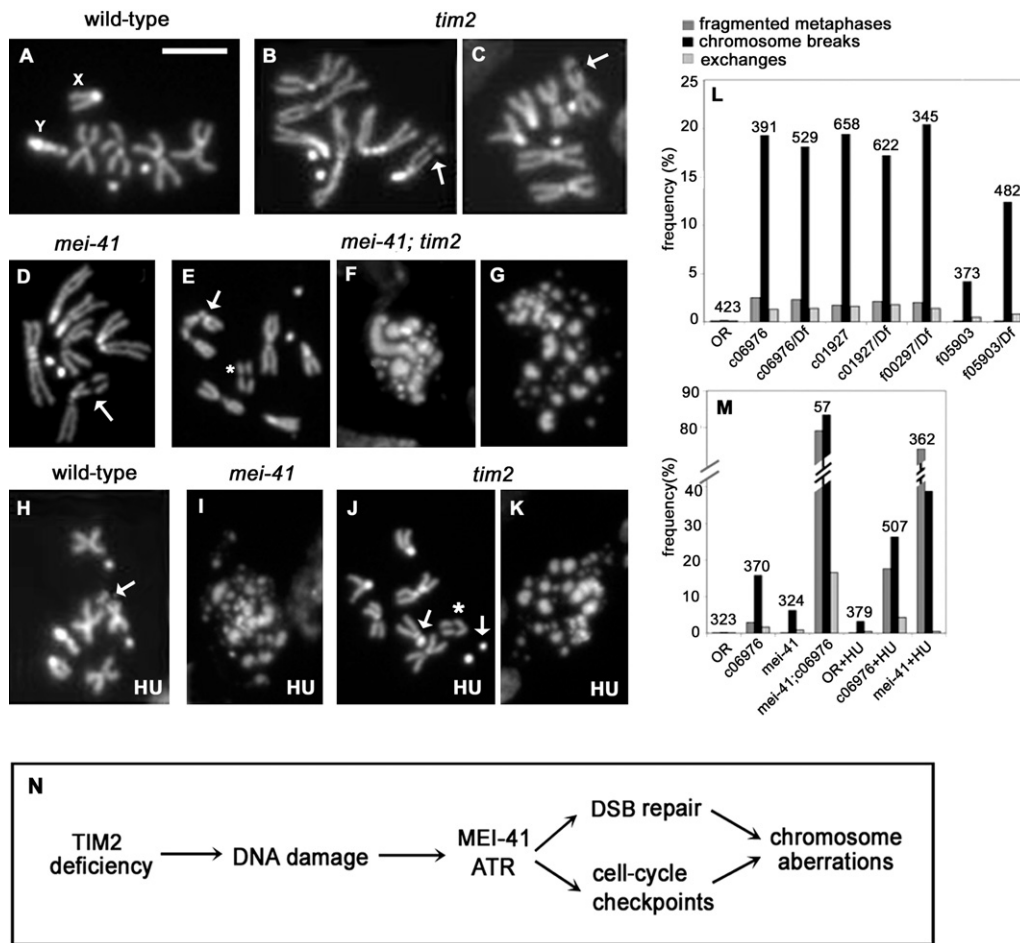 wild-type
tim2
A
X
Y
B
C
mei-41
mei-41; tim2
D
E
*
F
G
wild-type
mei-41
tim2
H
HU
I
HU
J
*
HU
K
HU
fragmented metaphases
chromosome breaks
exchanges
L
frequency (%)
25
20
15
10
5
0
423
391
529
658
622
345
373
482
OR
c06976
c06976/Df
c01927
c01927/Df
f00297/Df
f05903
f05903/Df
M
frequency(%)
90
80
40
30
20
10
0
323
370
324
57
379
507
362
OR
c06976
mei-41
mei-41;c06976
OR+HU
c06976+HU
mei-41+HU
N
TIM2
deficiency
DNA damage
MEI-41
ATR
DSB repair
cell-cycle
checkpoints
chromosome
aberrations